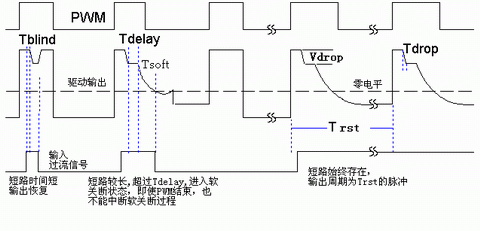 PWM
Tblind
Tdelay
Tsoft
Vdrop
Tdrop
驱动输出
零电平
Trst
输入
过流信号
短路时间短
输出恢复
短路较长,超过Tdelay,进入软
关断状态,即使PWM结束,也
不能中断软关断过程
短路始终存在,
输出周期为Trst的脉冲